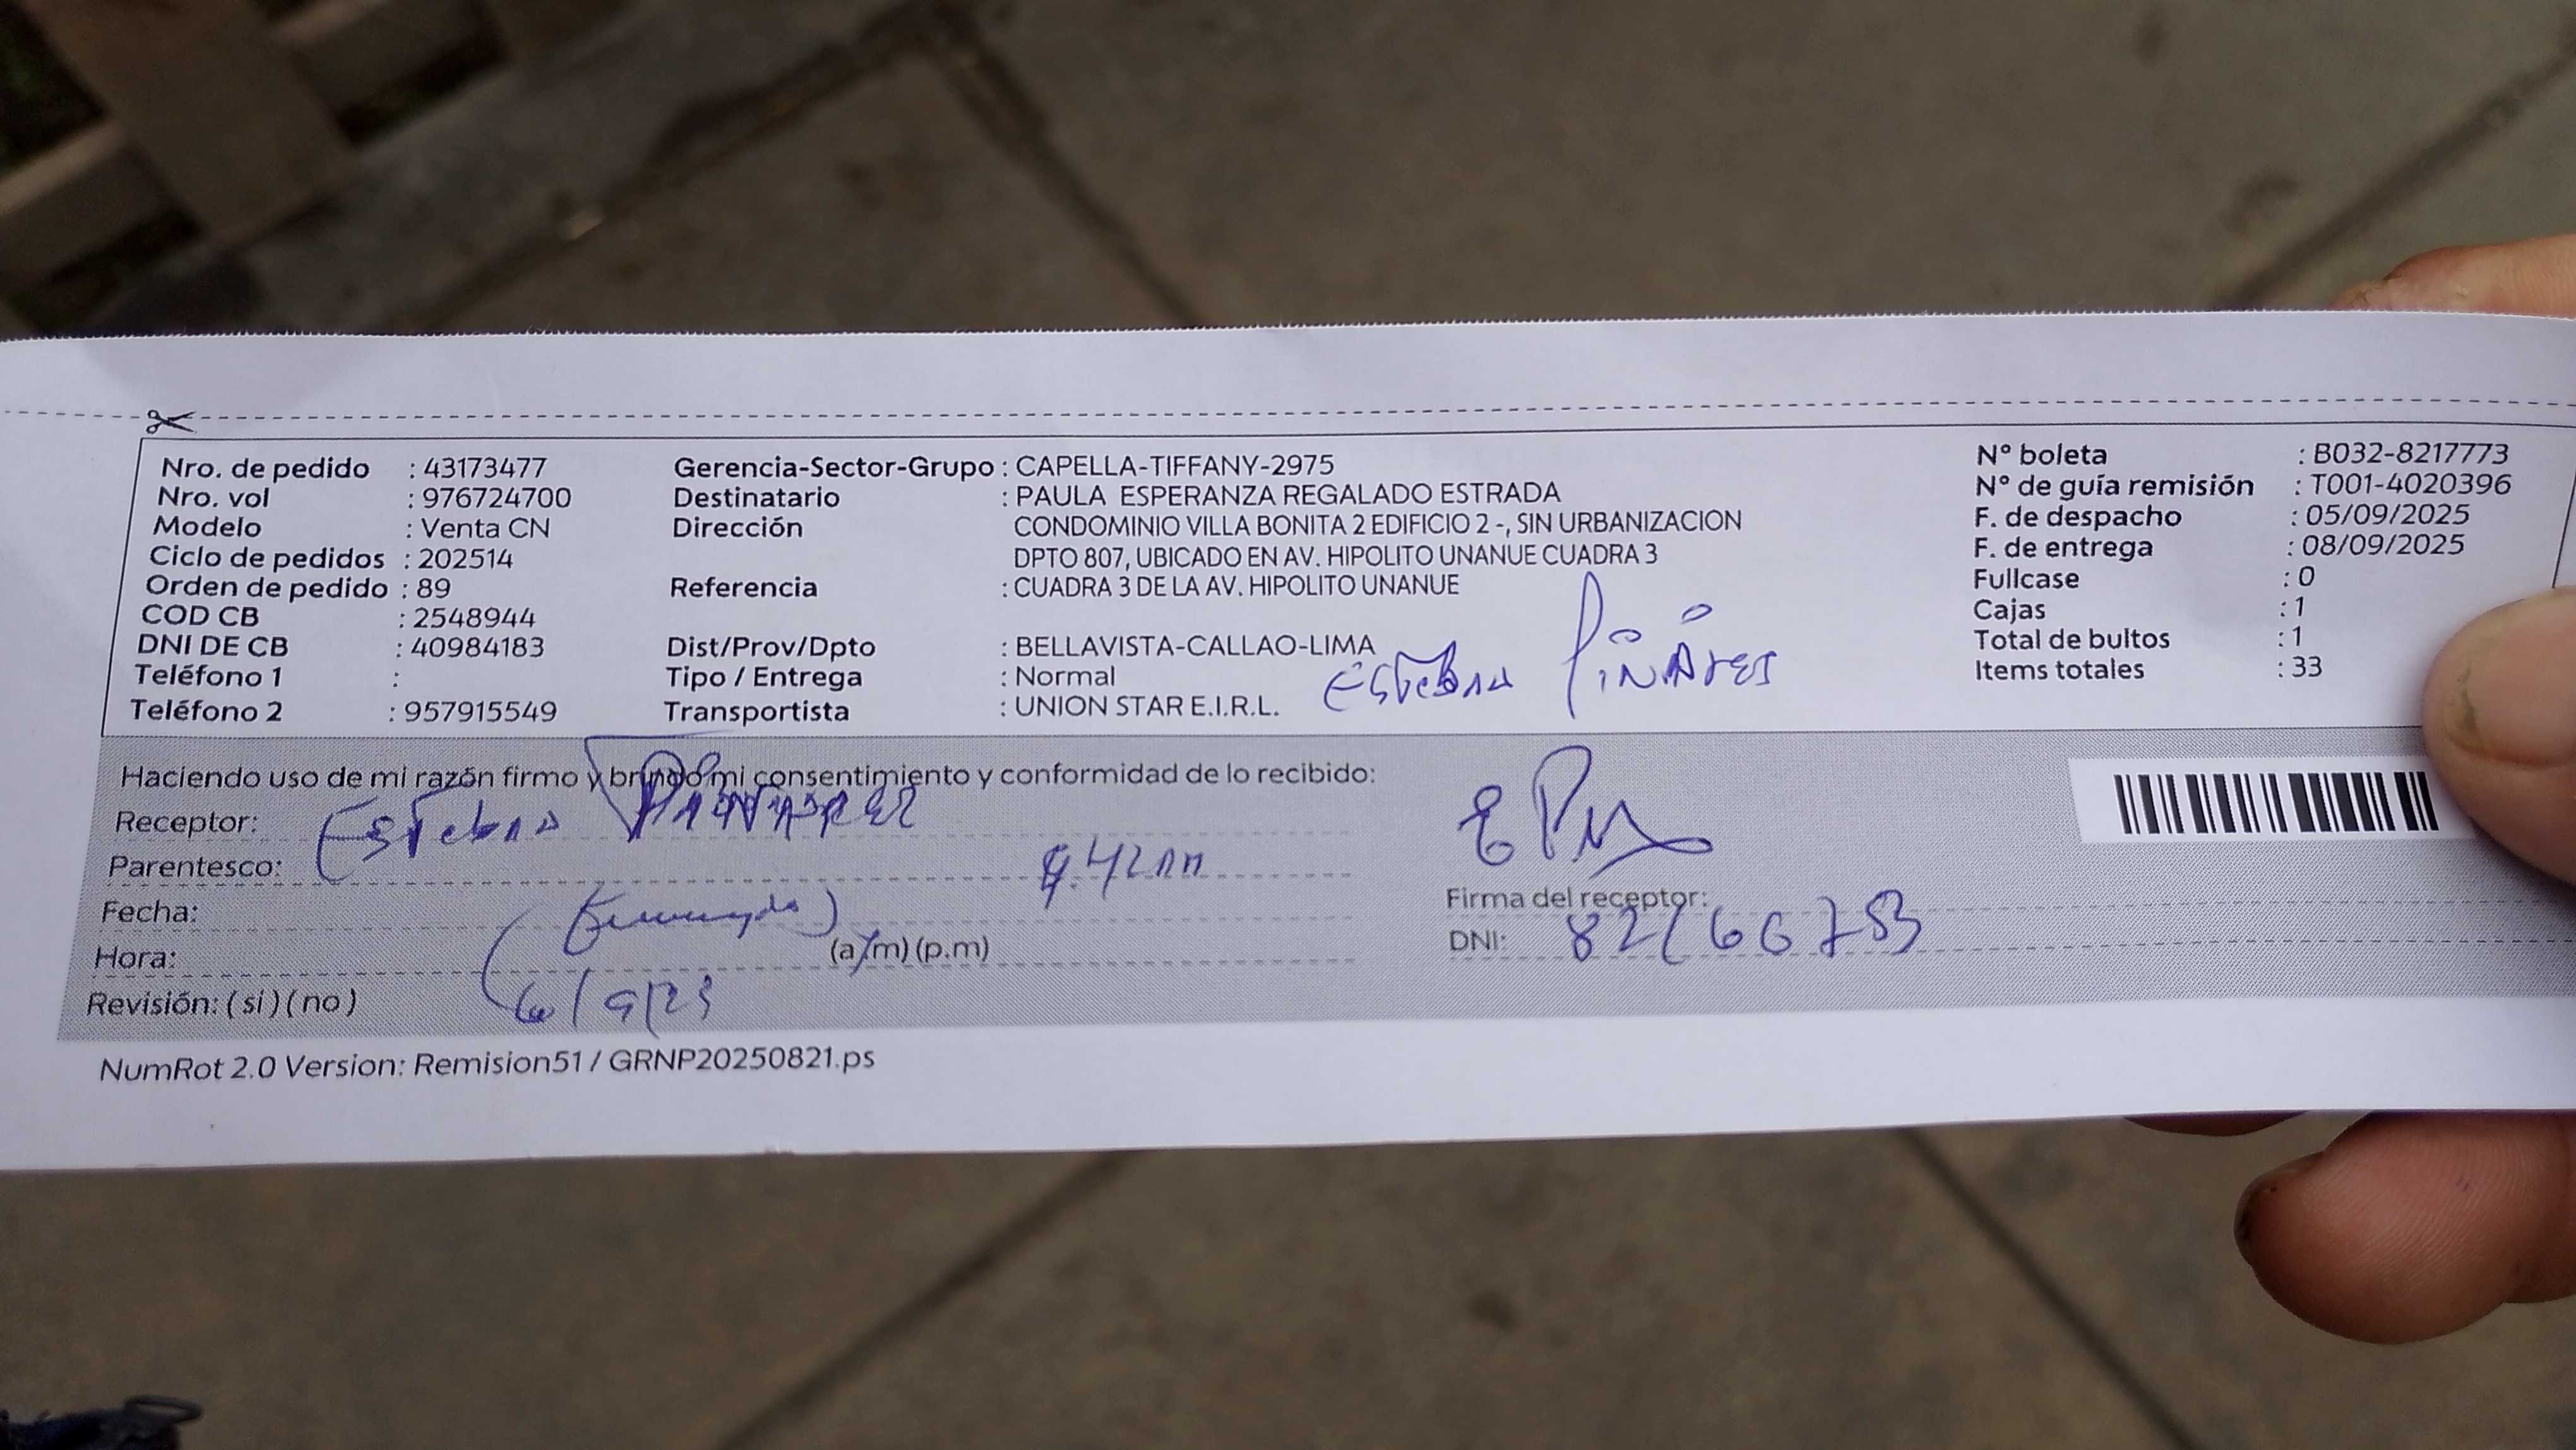 Nro. de pedido : 43173477
Nro. vol : 976724700
Modelo : Venta CN
Ciclo de pedidos : 202514
Orden de pedido : 89
COD CB : 2548944
DNI DE CB : 40984183
Teléfono 1 :
Teléfono 2 : 957915549
Gerencia-Sector-Grupo : CAPELLA-TIFFANY-2975
Destinatario : PAULA ESPERANZA REGALADO ESTRADA
Dirección CONDOMINIO VILLA BONITA 2 EDIFICIO 2 -, SIN URBANIZACION
DPTO 807, UBICADO EN AV. HIPOLITO UNANUE CUADRA 3
Referencia : CUADRA 3 DE LA AV. HIPOLITO UNANUE
Dist/Prov/Dpto : BELLAVISTA-CALLAO-LIMA
Tipo / Entrega : Normal
Transportista : UNION STAR E.I.R.L.
Esteban
N° boleta : B032-8217773
N° de guía remisión : T001-4020396
F. de despacho : 05/09/2025
F. de entrega : 08/09/2025
Fullcase : 0
Cajas : 1
Total de bultos : 1
Items totales : 33
Haciendo uso de mi razón firmo y brindo mi consentimiento y conformidad de lo recibido:
Receptor: Esteban
Parentesco:
Fecha:
Hora: (a.m) (p.m)
Revisión: ( si ) ( no )
Firma del receptor:
DNI:
NumRot 2.0 Version: Remision51 / GRNP20250821.ps